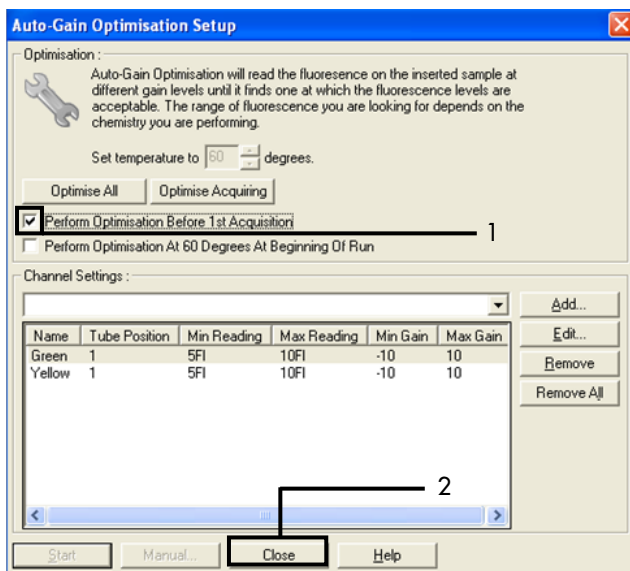 Auto-Gain Optimisation Setup
Optimisation :
Auto-Gain Optimisation will read the fluoresence on the inserted sample at
different gain levels until it finds one at which the fluorescence levels are
acceptable. The range of fluorescence you are looking for depends on the
chemistry you are performing.
Set temperature to 60 degrees.
Optimise All Optimise Acquiring
Perform Optimisation Before 1st Acquisition 1
Perform Optimisation At 60 Degrees At Beginning Of Run
Channel Settings :
Add...
Name Tube Position Min Reading Max Reading Min Gain Max Gain Edit...
Green 1 5Fl 10Fl -10 10
Yellow 1 5Fl 10Fl -10 10
Remove
Remove All
2
Start Manual... Close Help